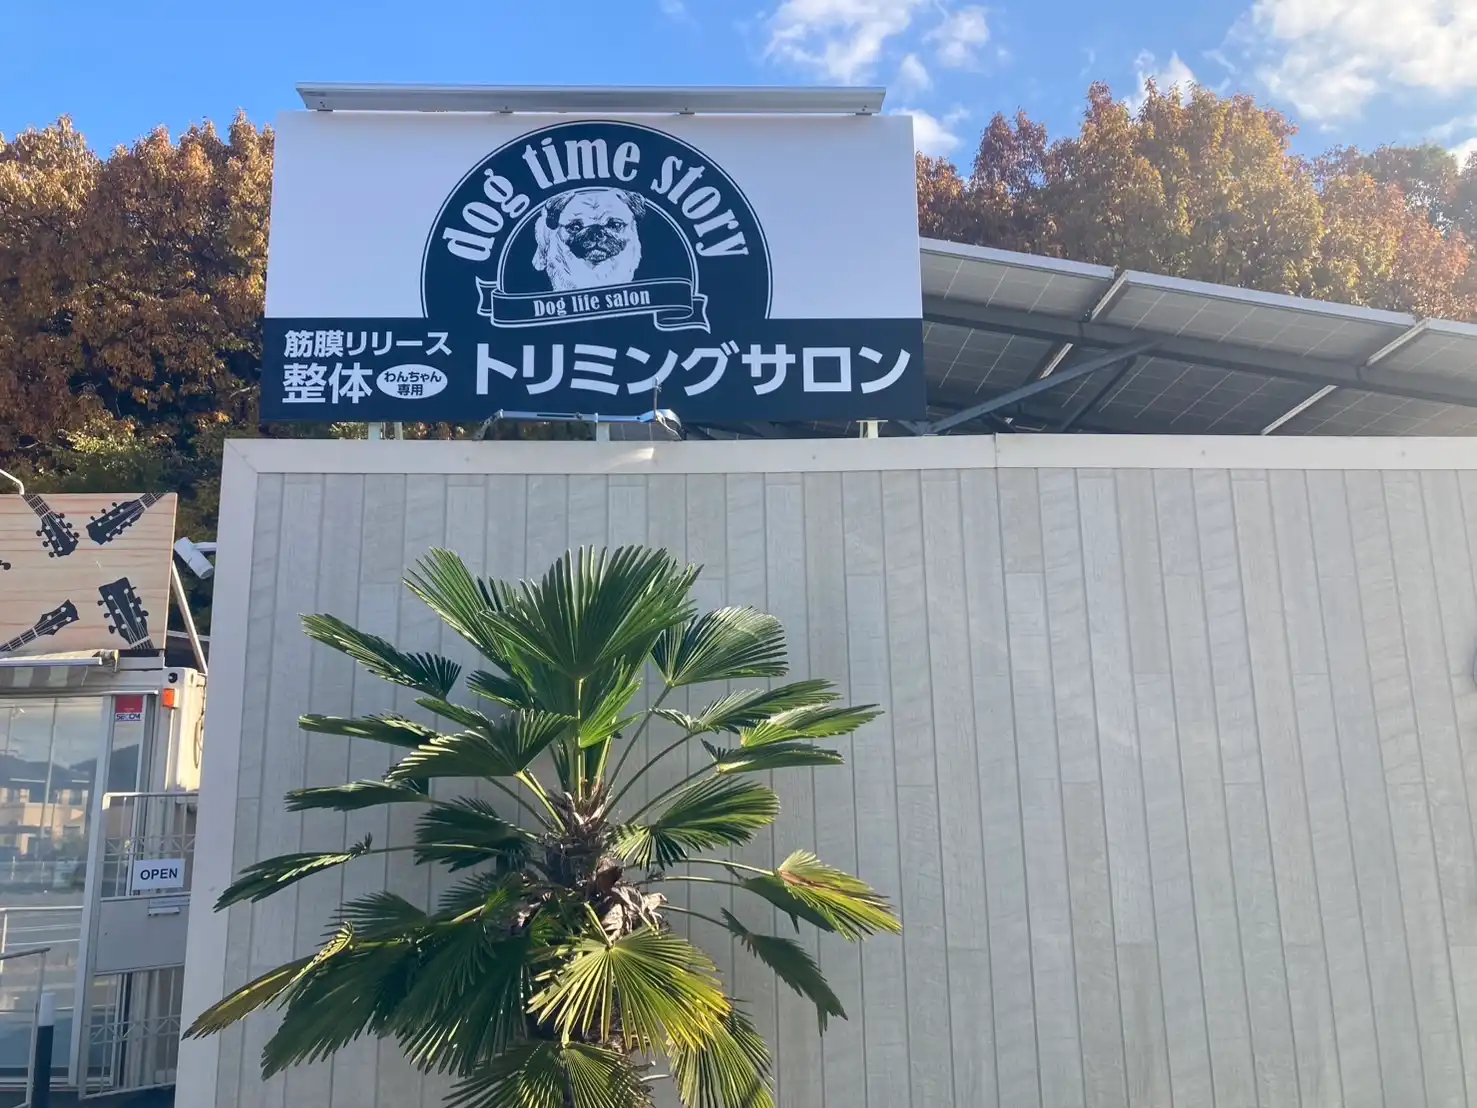 dog time story
Dog life salon
筋膜リリース
整体
わんちゃん
専用
トリミングサロン
SECOM
OPEN